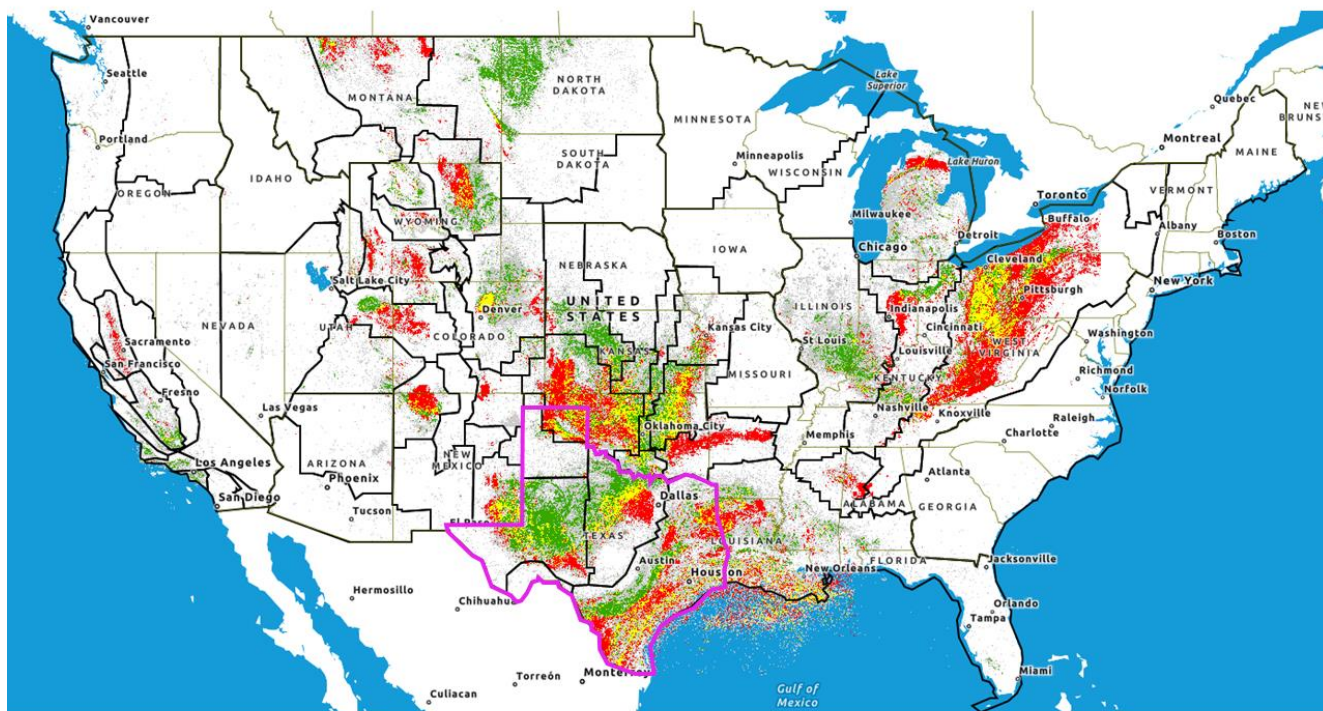 Vancouver
Seattle
Portland
OREGON
IDAHO
MONTANA
NORTH
DAKOTA
SOUTH
DAKOTA
MINNESOTA
Minneapolis
WISCONSIN
Lake
Superior
Lake Huron
Quebec
Montreal
NEW
BRUNSW
MAINE
VERMONT
Toronto
Buffalo
Albany
Boston
New York
Milwaukee
Chicago
Detroit
Cleveland
Pittsburgh
WYOMING
Salt Lake City
NEVADA
UTAH
COLORADO
Denver
NEBRASKA
IOWA
UNITED
STATES
KANSAS
Kansas City
ILLINOIS
St Louis
MISSOURI
Indianapolis
Cincinnati
Louisville
KENTUCKY
WEST
VIRGINIA
Washington
Richmond
Norfolk
Sacramento
San Francisco
Fresno
Las Vegas
Los Angeles
San Diego
ARIZONA
Phoenix
Tucson
NEW
MEXICO
El Paso
Oklahoma City
Nashville
Knoxville
Memphis
Raleigh
Charlotte
Atlanta
ALABAMA
GEORGIA
Dallas
TEXAS
Austin
Houston
LOUISIANA
New Orleans
FLORIDA
Jacksonville
Orlando
Tampa
Miami
Hermosillo
Chihuahua
Torreón
Monterrey
Culiacan
Gulf of
Mexico